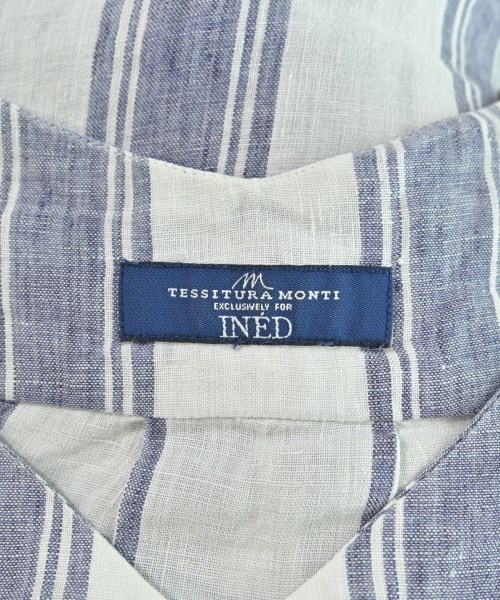 M
TESSITURA MONTI
EXCLUSIVELY FOR
INÉD